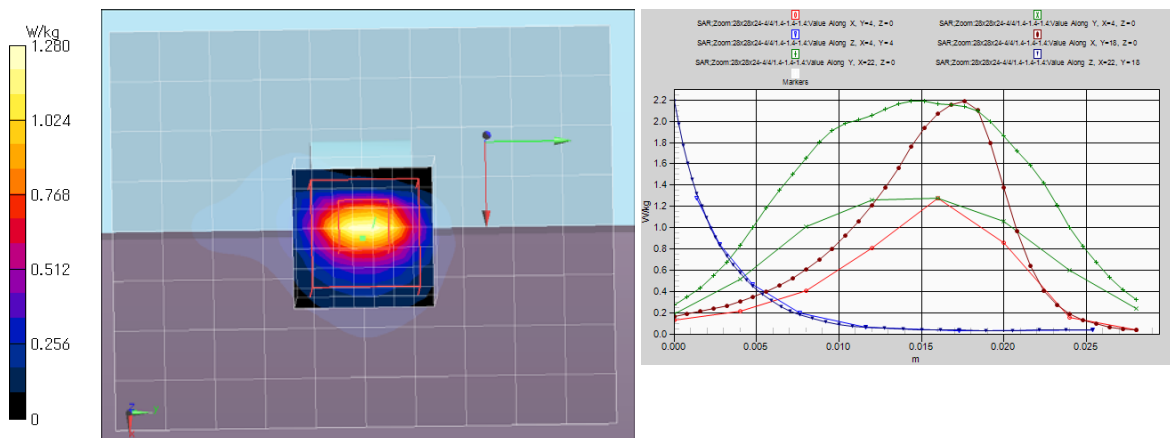 W/kg
1.280
1.024
0.768
0.512
0.256
0
SAR;Zoom:28x28x24-4/4/1.4-1.4-1.4:Value Along X, Y=4, Z=0
SAR;Zoom:28x28x24-4/4/1.4-1.4-1.4:Value Along Y, X=4, Z=0
SAR;Zoom:28x28x24-4/4/1.4-1.4-1.4:Value Along Z, X=4, Y=4
SAR;Zoom:28x28x24-4/4/1.4-1.4-1.4:Value Along X, Y=18, Z=0
SAR;Zoom:28x28x24-4/4/1.4-1.4-1.4:Value Along Y, X=22, Z=0
SAR;Zoom:28x28x24-4/4/1.4-1.4-1.4:Value Along Z, X=22, Y=18
Markers
W/kg
2.2
2.0
1.8
1.6
1.4
1.2
1.0
0.8
0.6
0.4
0.2
0.0
W/kg
0.000
0.005
0.010
0.015
0.020
0.025
m